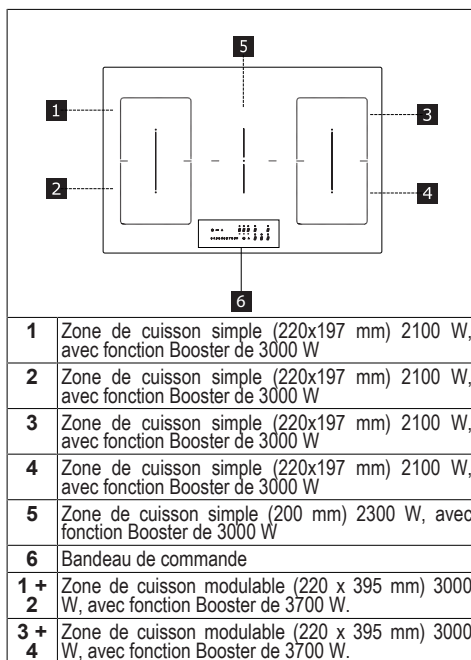 5
1
3
2
4
6
1 Zone de cuisson simple (220x197 mm) 2100 W,
avec fonction Booster de 3000 W
2 Zone de cuisson simple (220x197 mm) 2100 W,
avec fonction Booster de 3000 W
3 Zone de cuisson simple (220x197 mm) 2100 W,
avec fonction Booster de 3000 W
4 Zone de cuisson simple (220x197 mm) 2100 W,
avec fonction Booster de 3000 W
5 Zone de cuisson simple (200 mm) 2300 W, avec
fonction Booster de 3000 W
6 Bandeau de commande
1 + Zone de cuisson modulable (220 x 395 mm) 3000
2 W, avec fonction Booster de 3700 W.
3 + Zone de cuisson modulable (220 x 395 mm) 3000
4 W, avec fonction Booster de 3700 W.